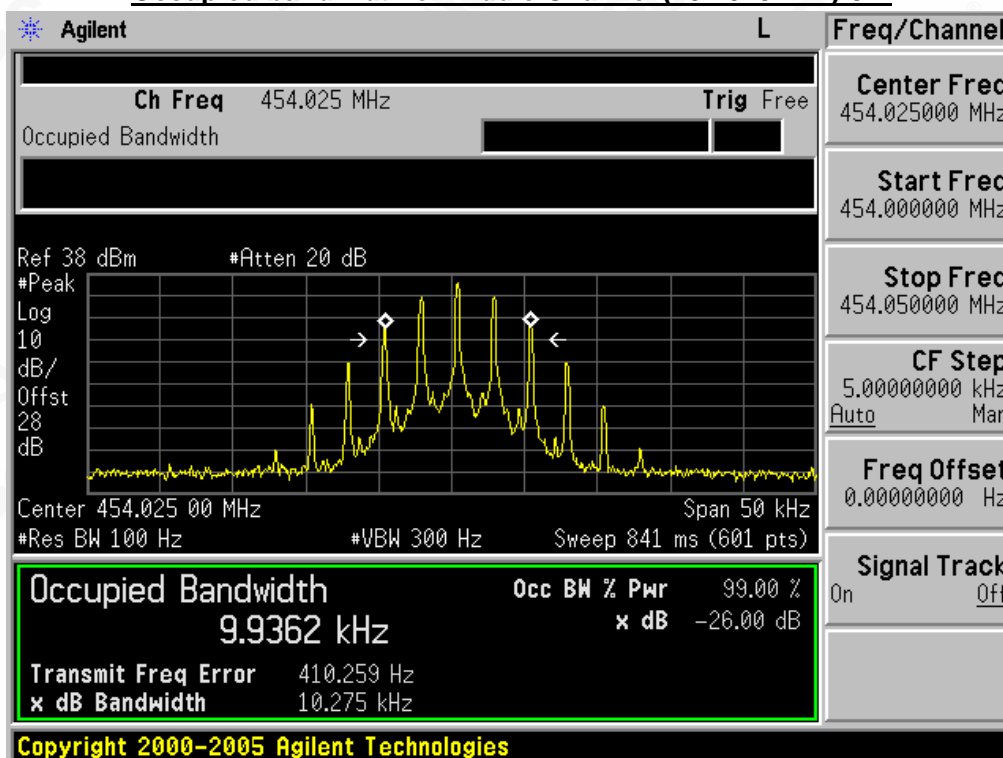 Agilent
L
Freq/Channel
Ch Freq 454.025 MHz
Trig Free
Occupied Bandwidth
Center Freq
454.025000 MHz
Start Freq
454.000000 MHz
Stop Freq
454.050000 MHz
CF Step
5.00000000 kHz
Auto Man
Freq Offset
0.00000000 Hz
Signal Track
On Off
Ref 38 dBm
#Atten 20 dB
#Peak
Log
10
dB/
Offst
28
dB
Center 454.025 00 MHz
Span 50 kHz
#Res BW 100 Hz
#VBW 300 Hz
Sweep 841 ms (601 pts)
Occupied Bandwidth
9.9362 kHz
Occ BW % Pwr 99.00 %
x dB -26.00 dB
Transmit Freq Error 410.259 Hz
x dB Bandwidth 10.275 kHz
Copyright 2000-2005 Agilent Technologies